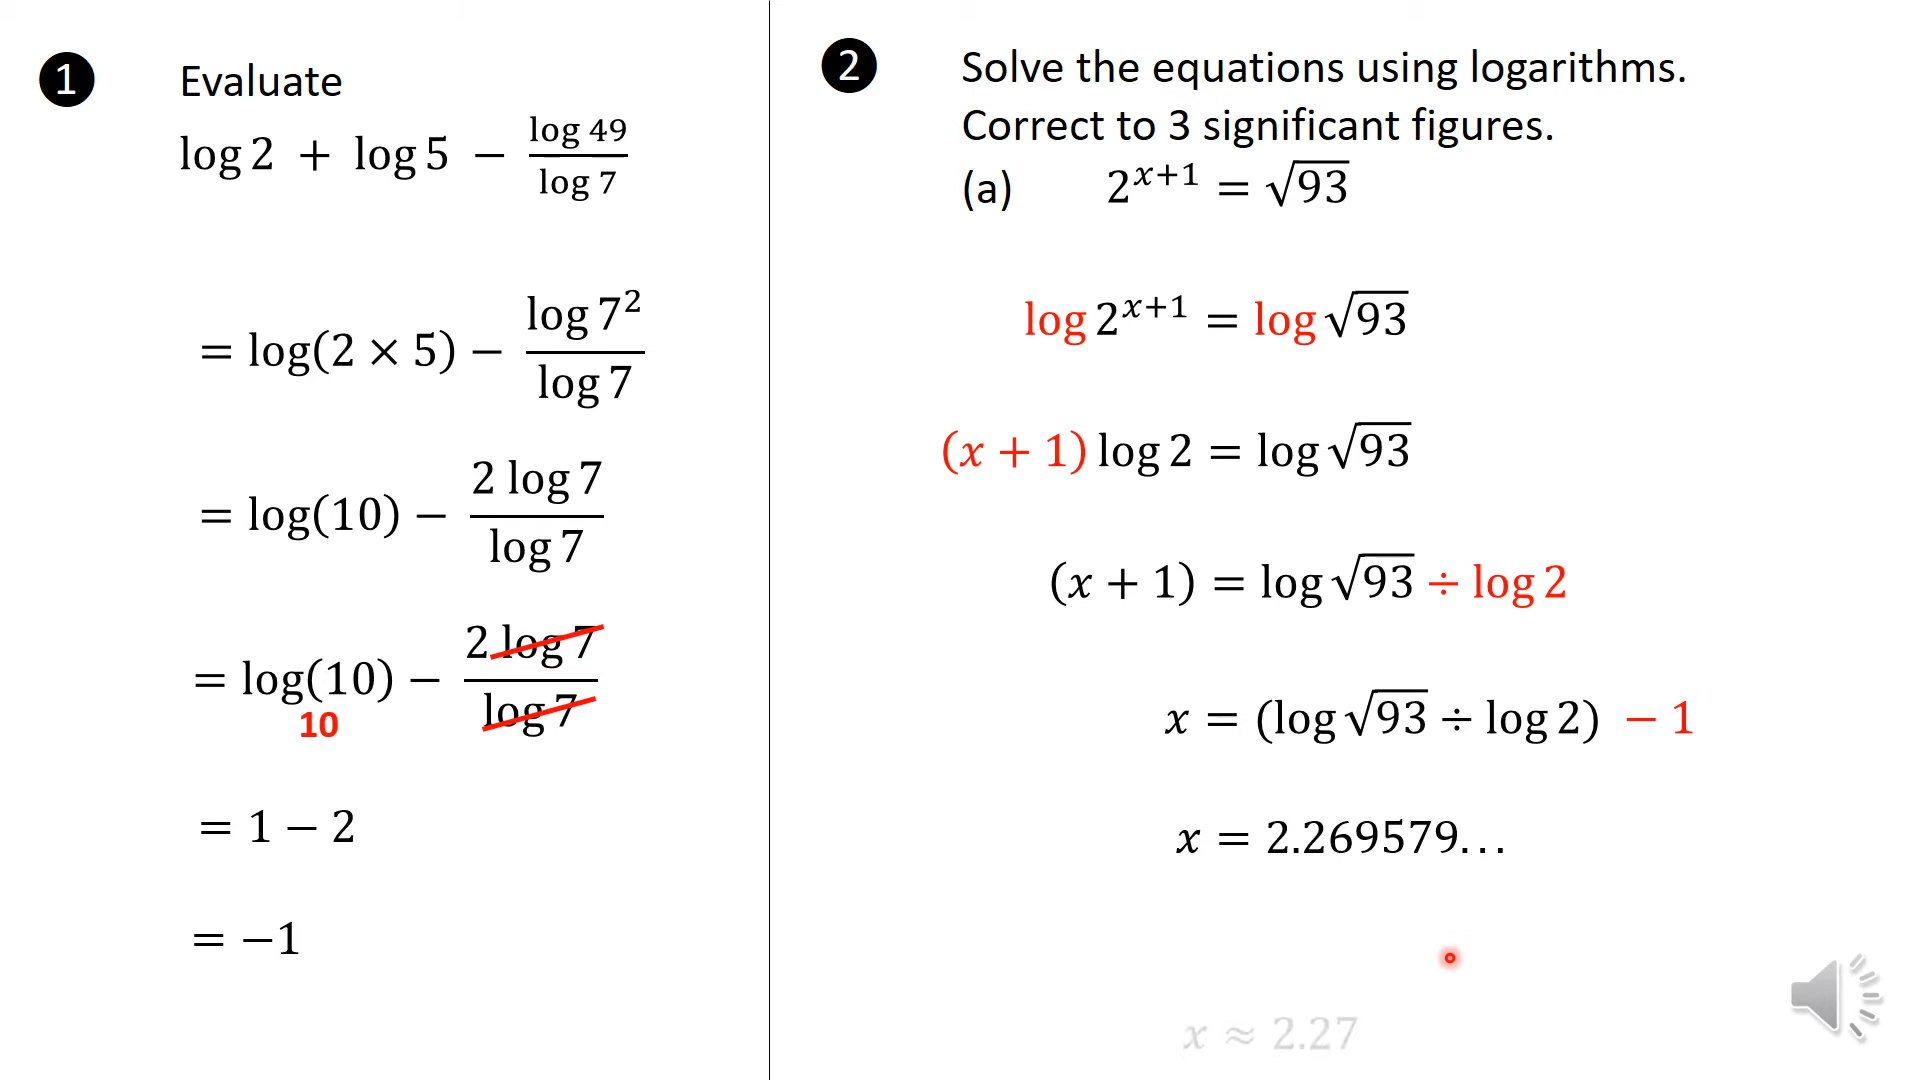 1 Evaluate
log 2 + log 5 − log 49 / log 7
= log(2 × 5) − log 7² / log 7
= log(10) − 2 log 7 / log 7
= log(10) − 2 log 7 / log 7
10
= 1 − 2
= −1
2 Solve the equations using logarithms.
Correct to 3 significant figures.
(a) 2^{x+1} = √93
log 2^{x+1} = log √93
(x + 1) log 2 = log √93
(x + 1) = log √93 ÷ log 2
x = (log √93 ÷ log 2) − 1
x = 2.269579...
x ≈ 2.27